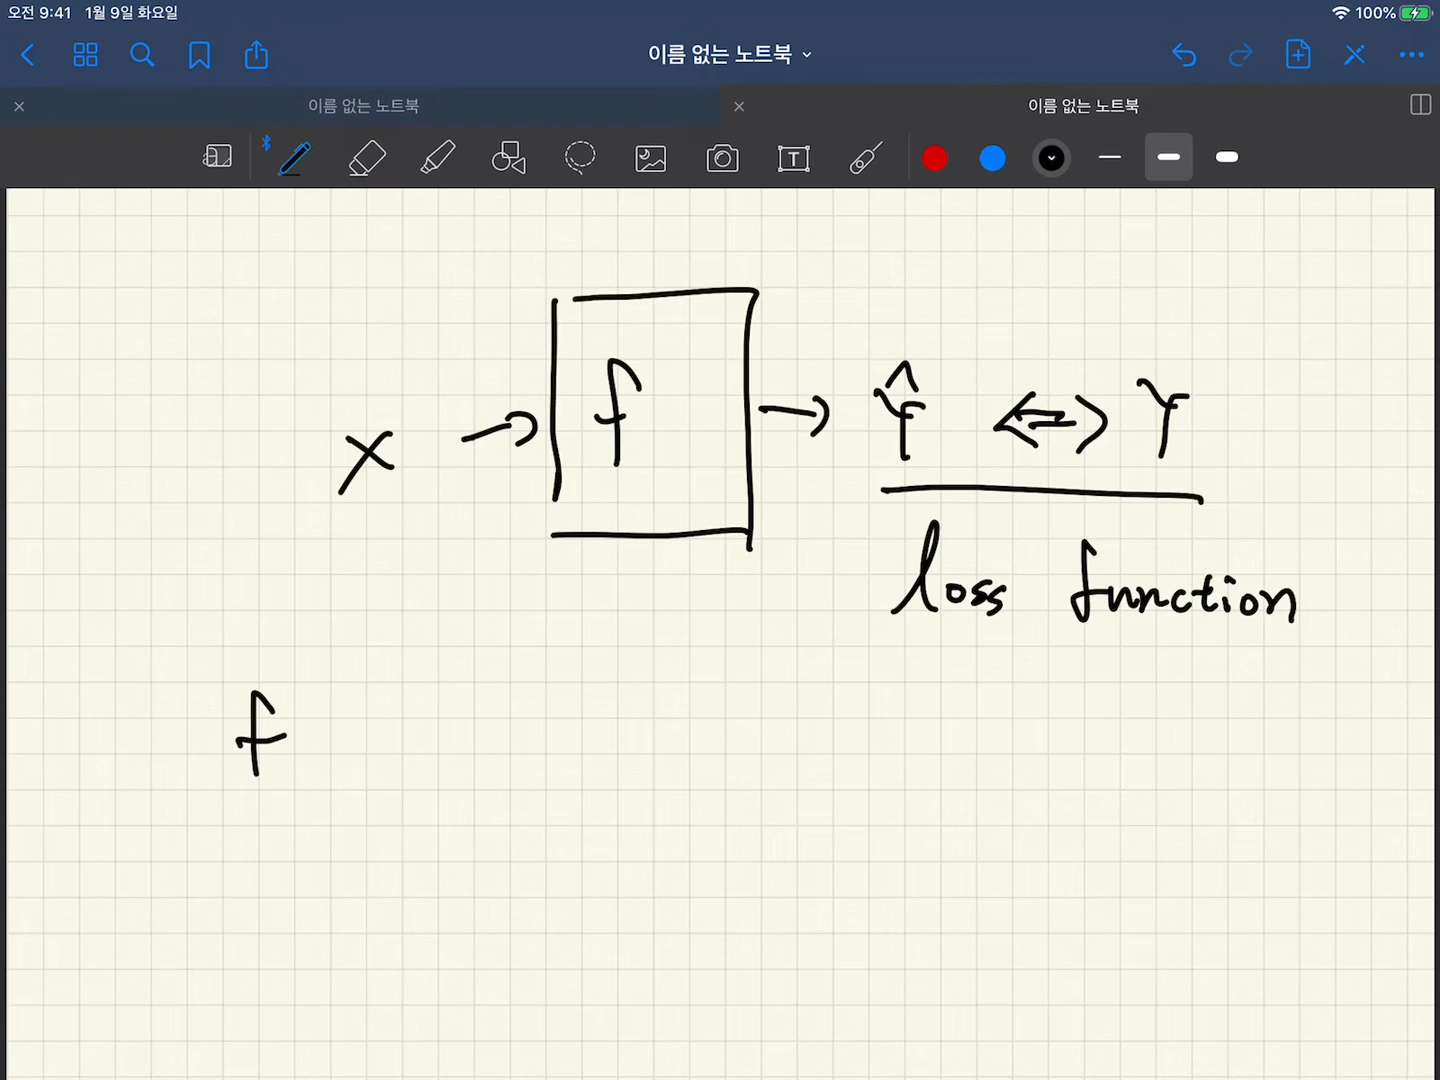 오전 9:41 1월 9일 화요일 100%
이름 없는 노트북
이름 없는 노트북 이름 없는 노트북
T
x → f → Ŷ ⇔ Y
loss function
f